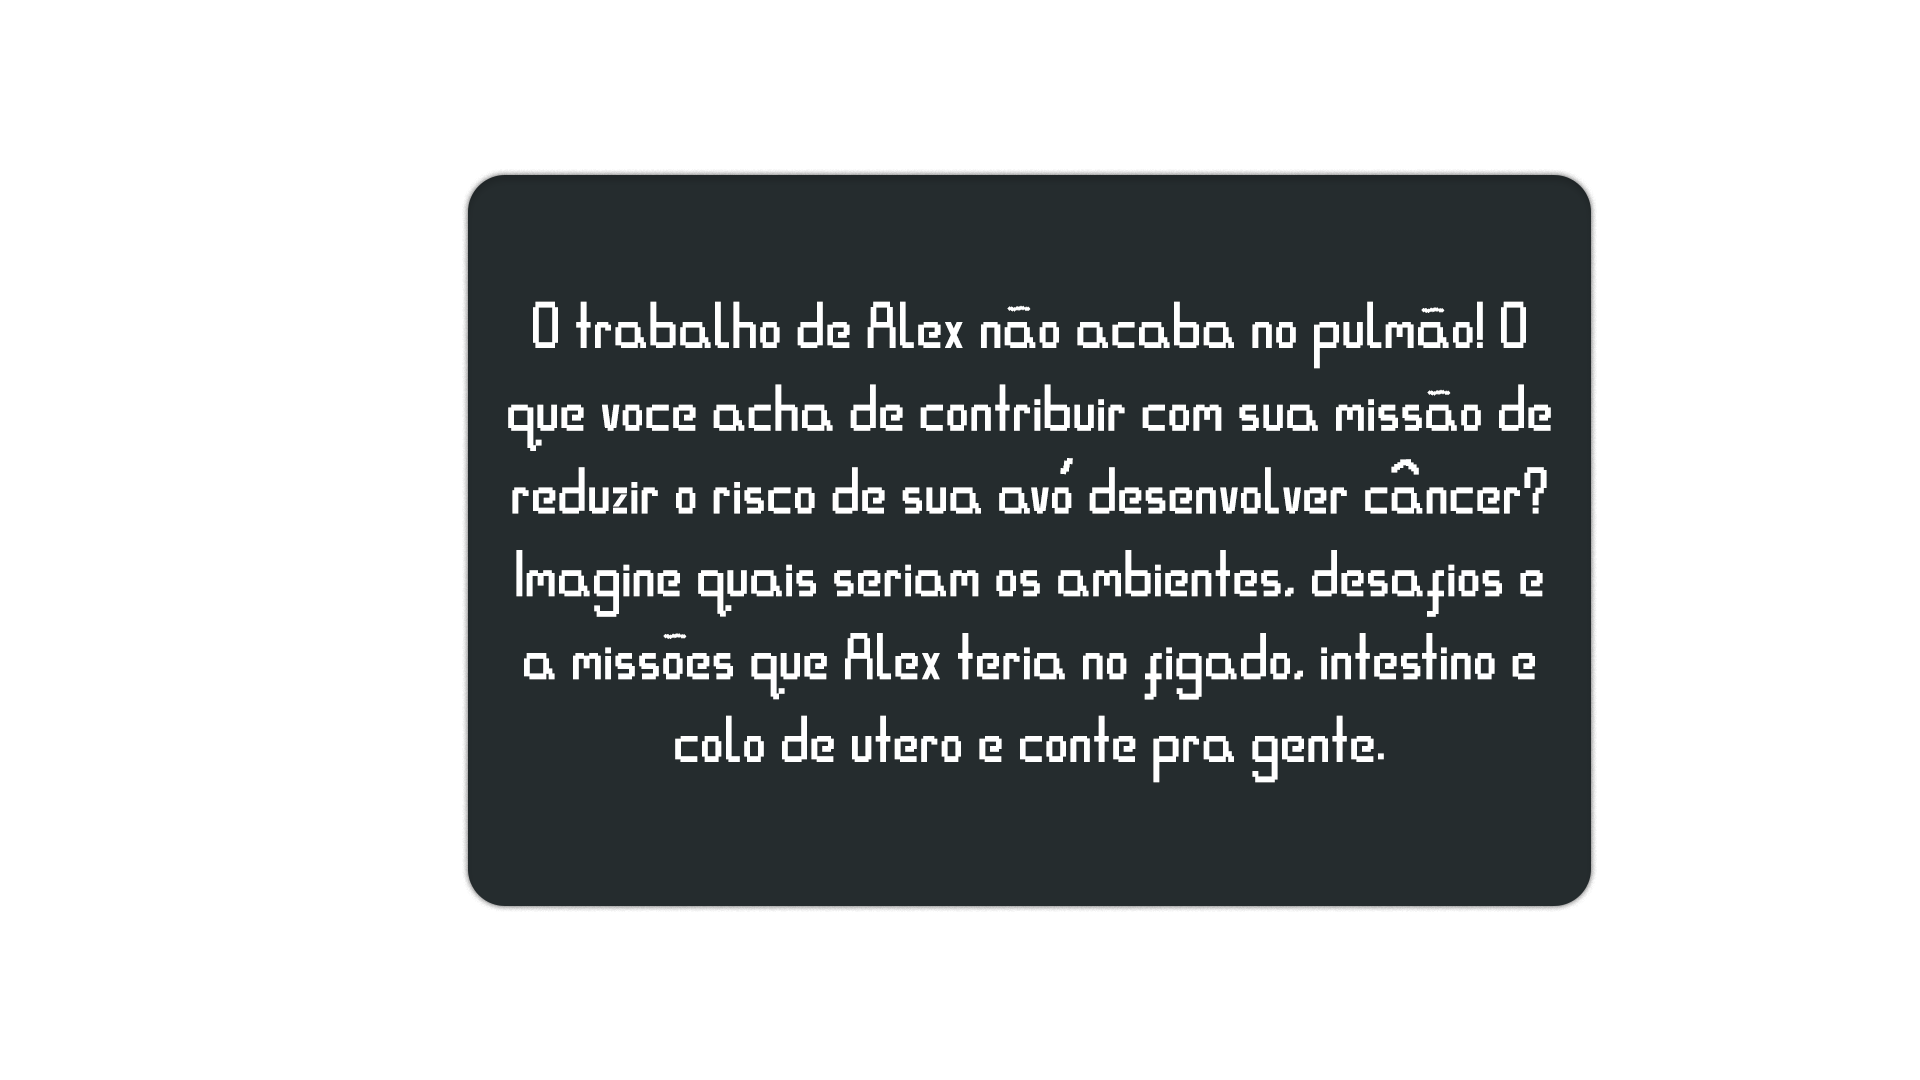 O trabalho de Alex não acaba no pulmão! O
que voce acha de contribuir com sua missão de
reduzir o risco de sua avó desenvolver câncer?
Imagine quais seriam os ambientes, desafios e
a missões que Alex teria no figado, intestino e
colo de utero e conte pra gente.